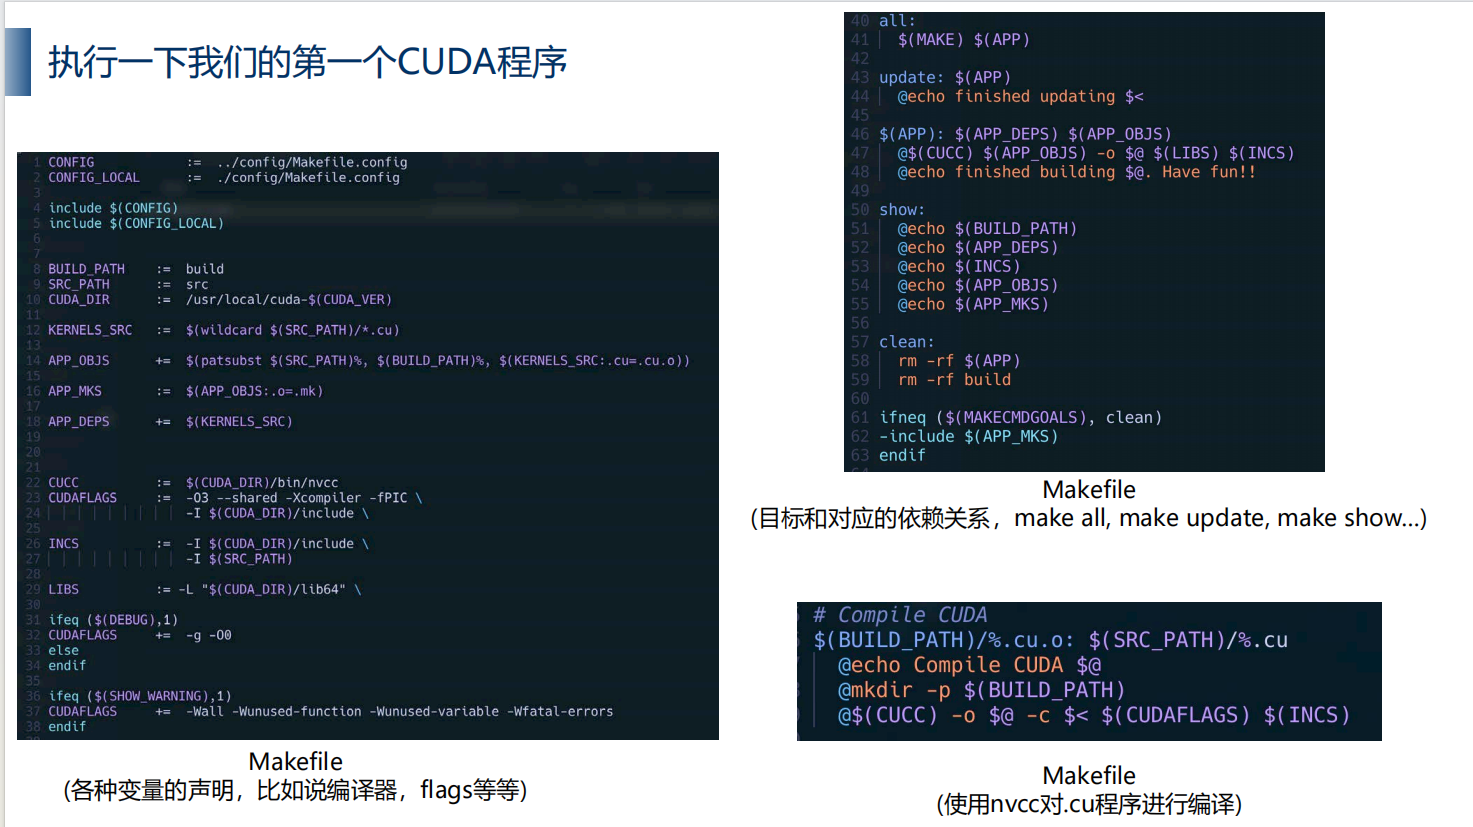 执行一下我们的第一个CUDA程序
1 CONFIG := ../config/Makefile.config
2 CONFIG_LOCAL := ./config/Makefile.config
3
4 include $(CONFIG)
5 include $(CONFIG_LOCAL)
6
7
8 BUILD_PATH := build
9 SRC_PATH := src
10 CUDA_DIR := /usr/local/cuda-$(CUDA_VER)
11
12 KERNELS_SRC := $(wildcard $(SRC_PATH)/*.cu)
13
14 APP_OBJS += $(patsubst $(SRC_PATH)%, $(BUILD_PATH)%, $(KERNELS_SRC:.cu=.cu.o))
15
16 APP_MKS := $(APP_OBJS:.o=.mk)
17
18 APP_DEPS += $(KERNELS_SRC)
19
20
21
22 CUCC := $(CUDA_DIR)/bin/nvcc
23 CUDAFLAGS := -O3 --shared -Xcompiler -fPIC \
24 -I $(CUDA_DIR)/include \
25
26 INCS := -I $(CUDA_DIR)/include \
27 -I $(SRC_PATH)
28
29 LIBS := -L "$(CUDA_DIR)/lib64" \
30
31 ifeq ($(DEBUG),1)
32 CUDAFLAGS += -g -O0
33 else
34 endif
35
36 ifeq ($(SHOW_WARNING),1)
37 CUDAFLAGS += -Wall -Wunused-function -Wunused-variable -Wfatal-errors
38 endif
Makefile
(各种变量的声明，比如说编译器，flags等等)
40 all:
41 $(MAKE) $(APP)
42
43 update: $(APP)
44 @echo finished updating $<
45
46 $(APP): $(APP_DEPS) $(APP_OBJS)
47 @$(CUCC) $(APP_OBJS) -o $@ $(LIBS) $(INCS)
48 @echo finished building $@. Have fun!!
49
50 show:
51 @echo $(BUILD_PATH)
52 @echo $(APP_DEPS)
53 @echo $(INCS)
54 @echo $(APP_OBJS)
55 @echo $(APP_MKS)
56
57 clean:
58 rm -rf $(APP)
59 rm -rf build
60
61 ifneq ($(MAKECMDGOALS), clean)
62 -include $(APP_MKS)
63 endif
Makefile
(目标和对应的依赖关系，make all, make update, make show...)
# Compile CUDA
$(BUILD_PATH)/%.cu.o: $(SRC_PATH)/%.cu
@echo Compile CUDA $@
@mkdir -p $(BUILD_PATH)
@$(CUCC) -o $@ -c $< $(CUDAFLAGS) $(INCS)
Makefile
(使用nvcc对.cu程序进行编译)